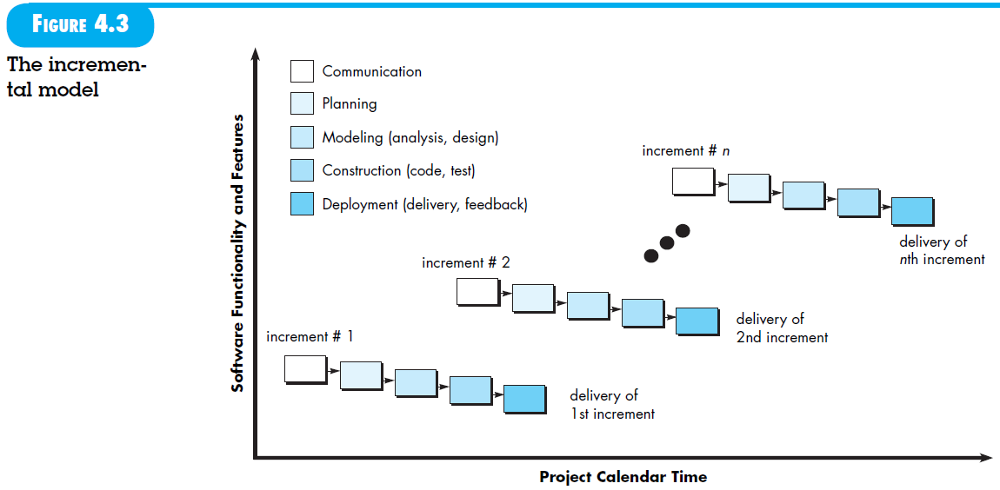 FIGURE 4.3
The incremen-
tal model
Communication
Planning
Modeling (analysis, design)
Construction (code, test)
Deployment (delivery, feedback)
Software Functionality and Features
increment # n
delivery of
nth increment
increment # 2
delivery of
2nd increment
increment # 1
delivery of
1st increment
Project Calendar Time